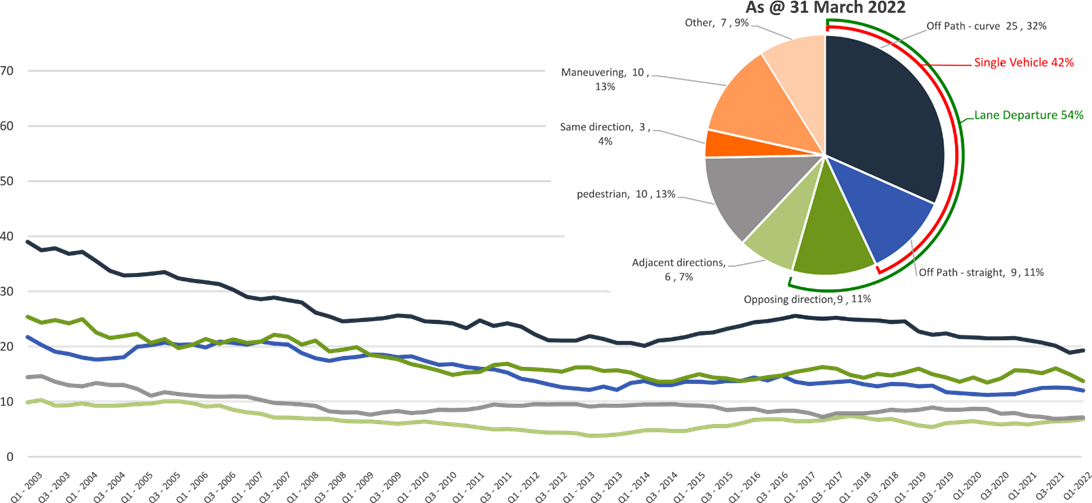 As @ 31 March 2022
Other, 7 , 9%
Off Path - curve 25 , 32%
Single Vehicle 42%
Maneuvering, 10 ,
13%
Lane Departure 54%
Same direction, 3 ,
4%
pedestrian, 10 , 13%
Adjacent directions,
6 , 7%
Off Path - straight, 9 , 11%
Opposing direction,9 , 11%
70
60
50
40
30
20
10
0
Q1 - 2003
Q3 - 2003
Q1 - 2004
Q3 - 2004
Q1 - 2005
Q3 - 2005
Q1 - 2006
Q3 - 2006
Q1 - 2007
Q3 - 2007
Q1 - 2008
Q3 - 2008
Q1 - 2009
Q3 - 2009
Q1 - 2010
Q3 - 2010
Q1 - 2011
Q3 - 2011
Q1 - 2012
Q3 - 2012
Q1 - 2013
Q3 - 2013
Q1 - 2014
Q3 - 2014
Q1 - 2015
Q3 - 2015
Q1 - 2016
Q3 - 2016
Q1 - 2017
Q3 - 2017
Q1 - 2018
Q3 - 2018
Q1 - 2019
Q3 - 2019
Q1 - 2020
Q3 - 2020
Q1 - 2021
Q3 - 2021
Q1 - 2022